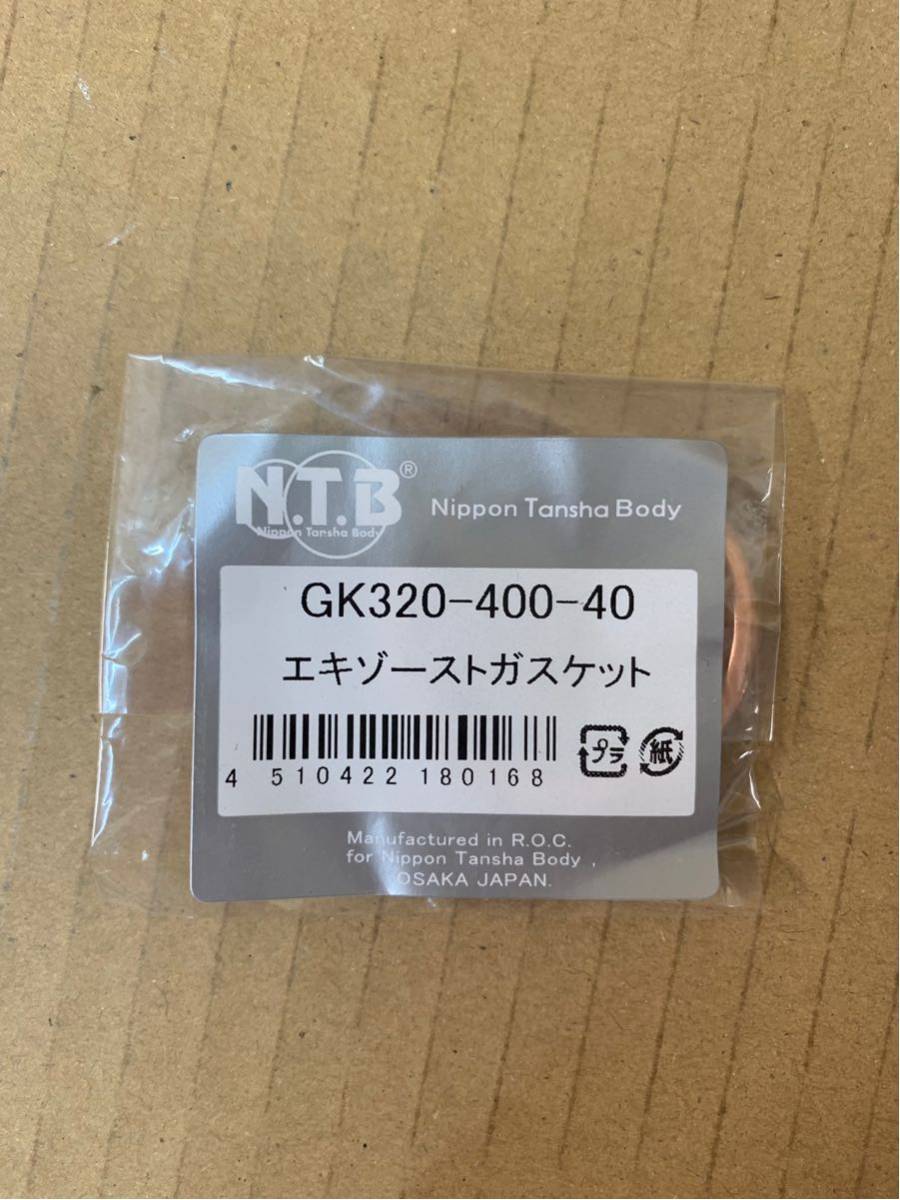 N.T.B® Nippon Tansha Body
Nippon Tansha Body
GK320-400-40
エキゾーストガスケット
4 510422 180168
プラ 紙
Manufactured in R.O.C.
for Nippon Tansha Body ,
OSAKA JAPAN.